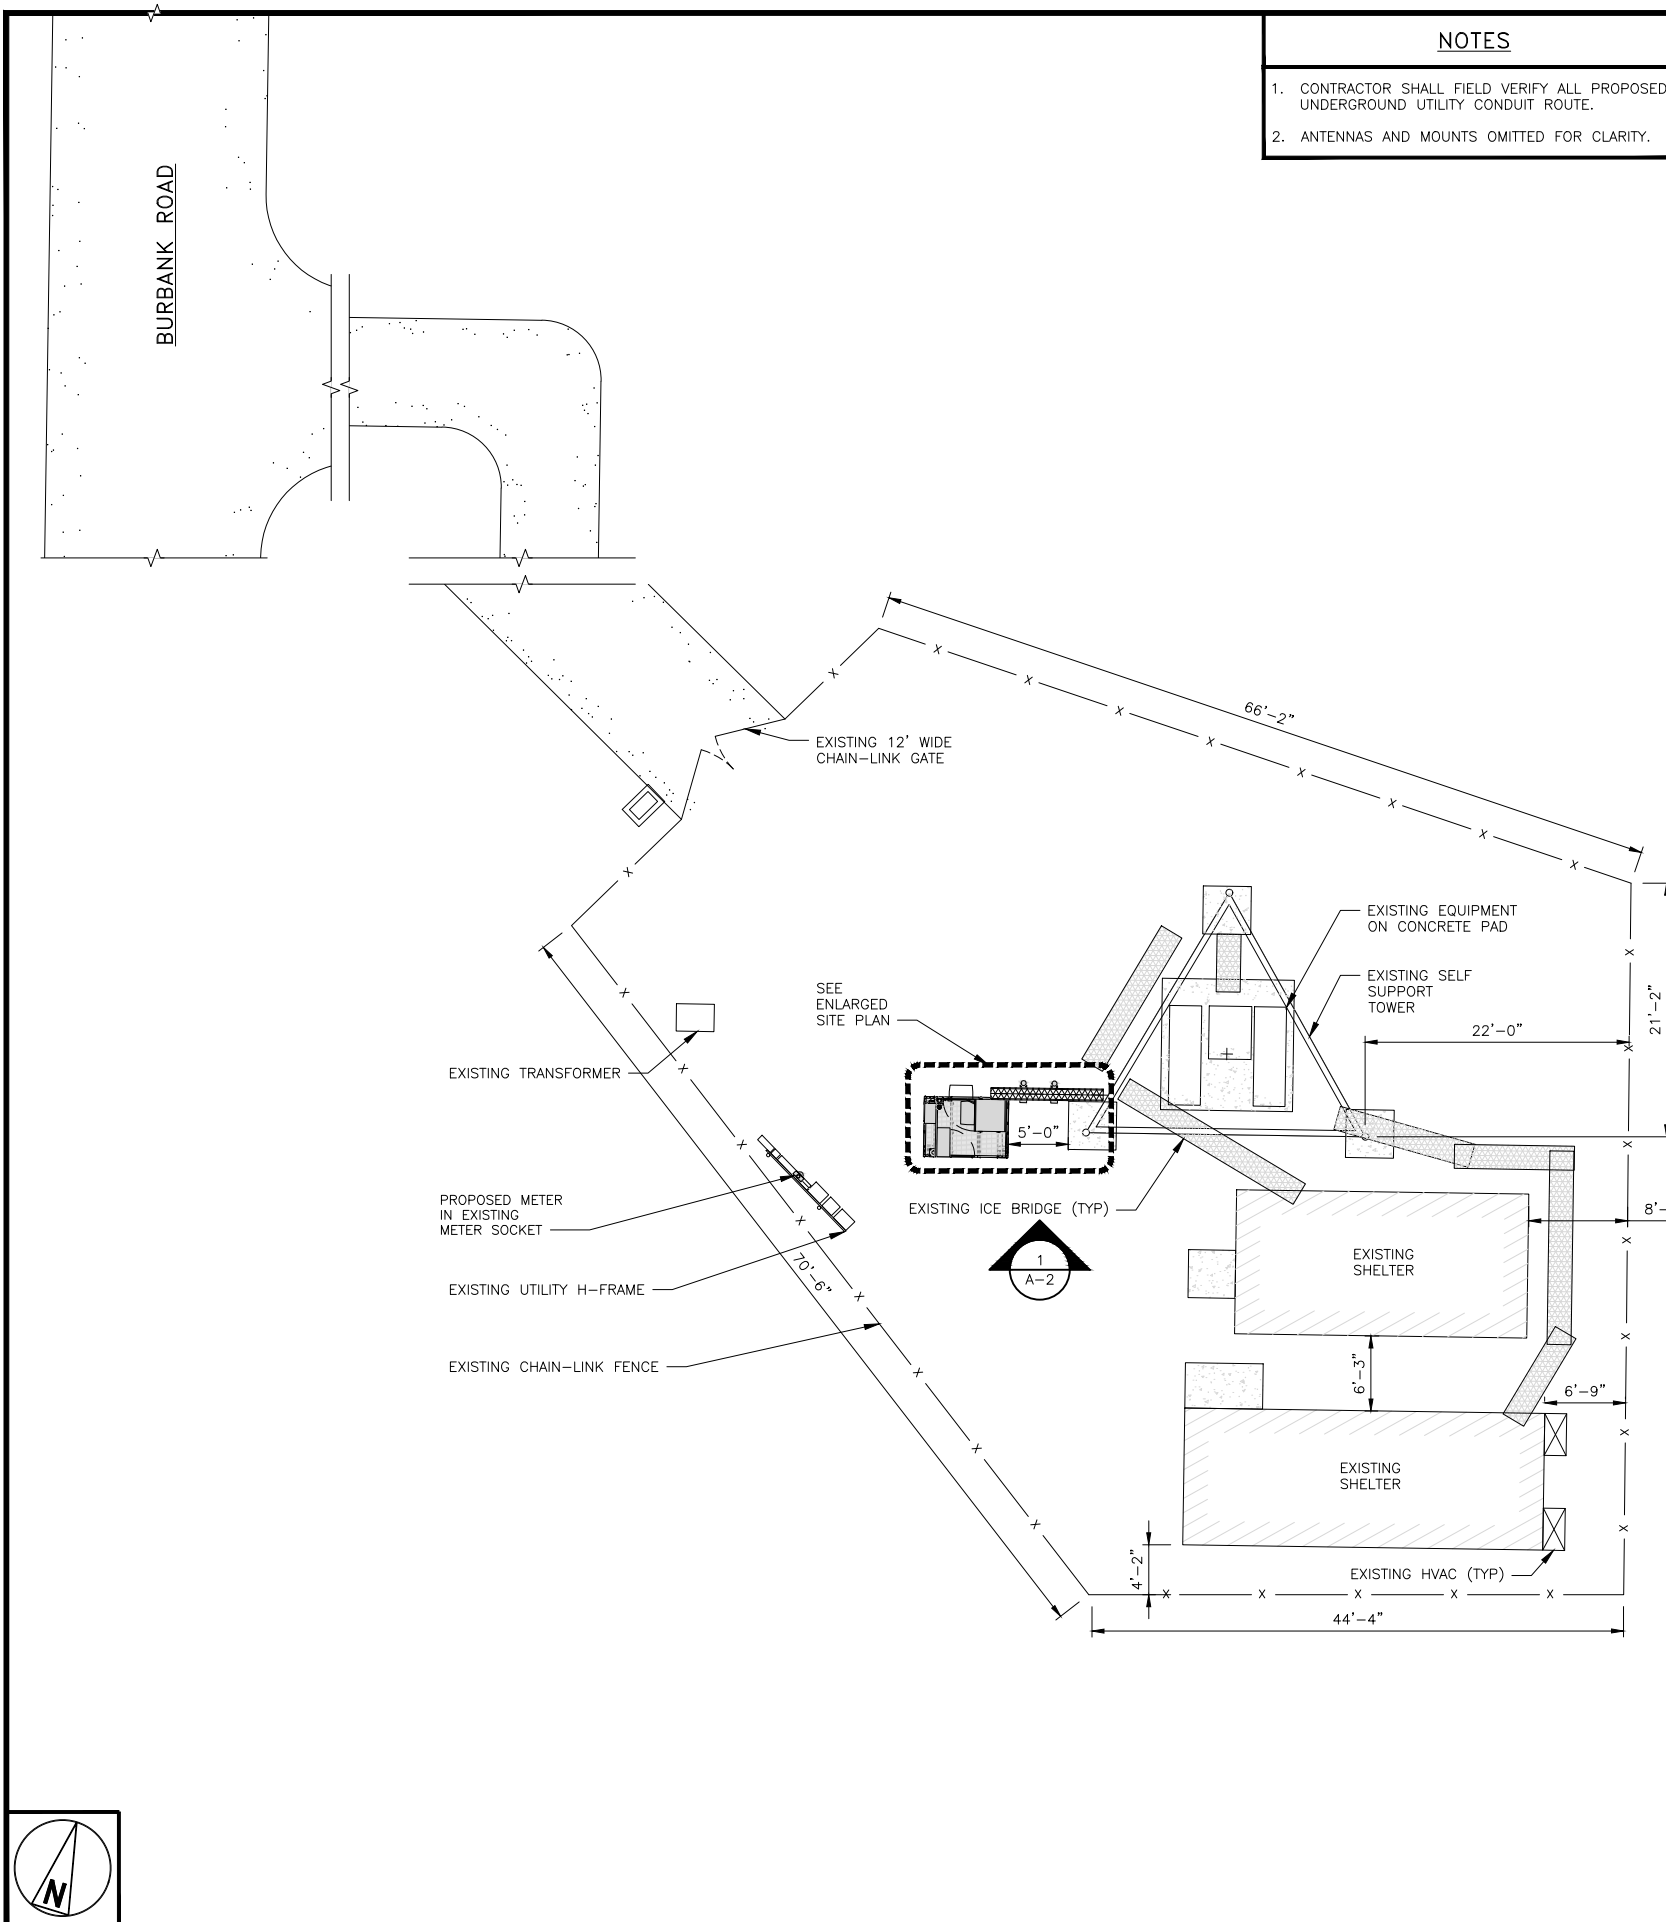 NOTES
1. CONTRACTOR SHALL FIELD VERIFY ALL PROPOSED
UNDERGROUND UTILITY CONDUIT ROUTE.
2. ANTENNAS AND MOUNTS OMITTED FOR CLARITY.
BURBANK ROAD
66'-2"
EXISTING 12' WIDE
CHAIN-LINK GATE
EXISTING EQUIPMENT
ON CONCRETE PAD
EXISTING SELF
SUPPORT
TOWER
SEE
ENLARGED
SITE PLAN
21'-2"
22'-0"
EXISTING TRANSFORMER
5'-0"
PROPOSED METER
IN EXISTING
METER SOCKET
EXISTING ICE BRIDGE (TYP)
8'-
1
A-2
EXISTING
SHELTER
70'-6"
EXISTING UTILITY H-FRAME
EXISTING CHAIN-LINK FENCE
6'-3"
6'-9"
EXISTING
SHELTER
4'-2"
EXISTING HVAC (TYP)
44'-4"
X X X X X X X X
X X
X X X X X X X X
X X X X X
X X X X X X X
N